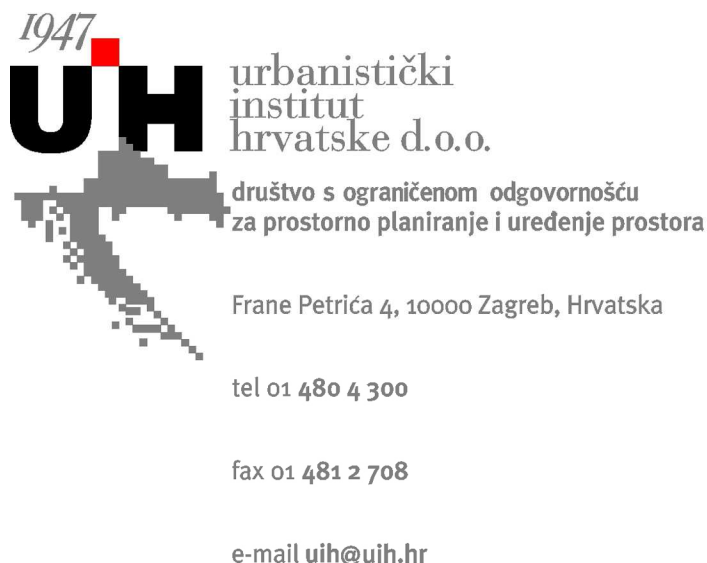 1947
UIH
urbanistički
institut
hrvatske d.o.o.
društvo s ograničenom odgovornošću
za prostorno planiranje i uređenje prostora
Frane Petrića 4, 10000 Zagreb, Hrvatska
tel 01 480 4 300
fax 01 481 2 708
e-mail uih@uih.hr